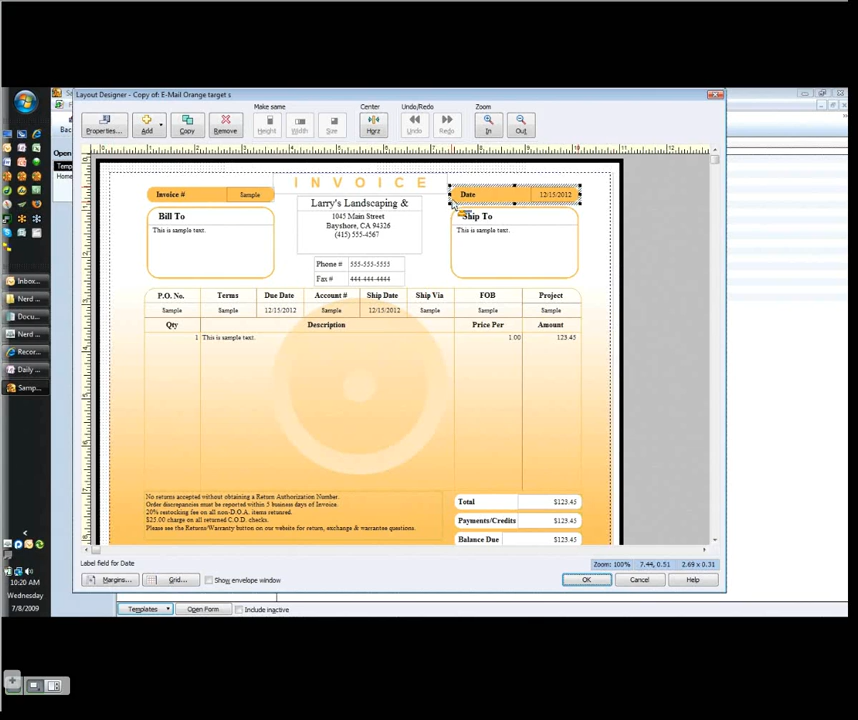 Layout Designer - Copy of: E-Mail Orange target s
Make same
Center
Undo/Redo
Zoom
Properties...
Add
Copy
Remove
Height
Width
Size
Horz
Undo
Redo
In
Out
Bac
Open
Temp
Home
INVOICE
Invoice # Sample
Date 12/15/2012
Larry's Landscaping &
1045 Main Street
Bayshore, CA 94326
(415) 555-4567
Bill To
This is sample text.
Ship To
This is sample text.
Phone # 555-555-5555
Fax # 444-444-4444
P.O. No. Terms Due Date Account # Ship Date Ship Via FOB Project
Sample Sample 12/15/2012 Sample 12/15/2012 Sample Sample Sample
Qty Description Price Per Amount
1 This is sample text. 1.00 123.45
No returns accepted without obtaining a Return Authorization Number.
Order discrepancies must be reported within 5 business days of Invoice.
20% restocking fee on all non-D.O.A. items returned.
$25.00 charge on all returned C.O.D. checks.
Please see the Returns/Warranty button on our website for return, exchange & warrantee questions.
Total $123.45
Payments/Credits $123.45
Balance Due $123.45
Inbox...
Nerd ...
Docu...
Nerd ...
Recor...
Daily ...
Samp...
Label field for Date
Zoom: 100% 7.44, 0.51 2.69 x 0.31
Margins...
Grid...
Show envelope window
OK
Cancel
Help
10:20 AM
Wednesday
7/8/2009
Templates
Open Form
Include inactive